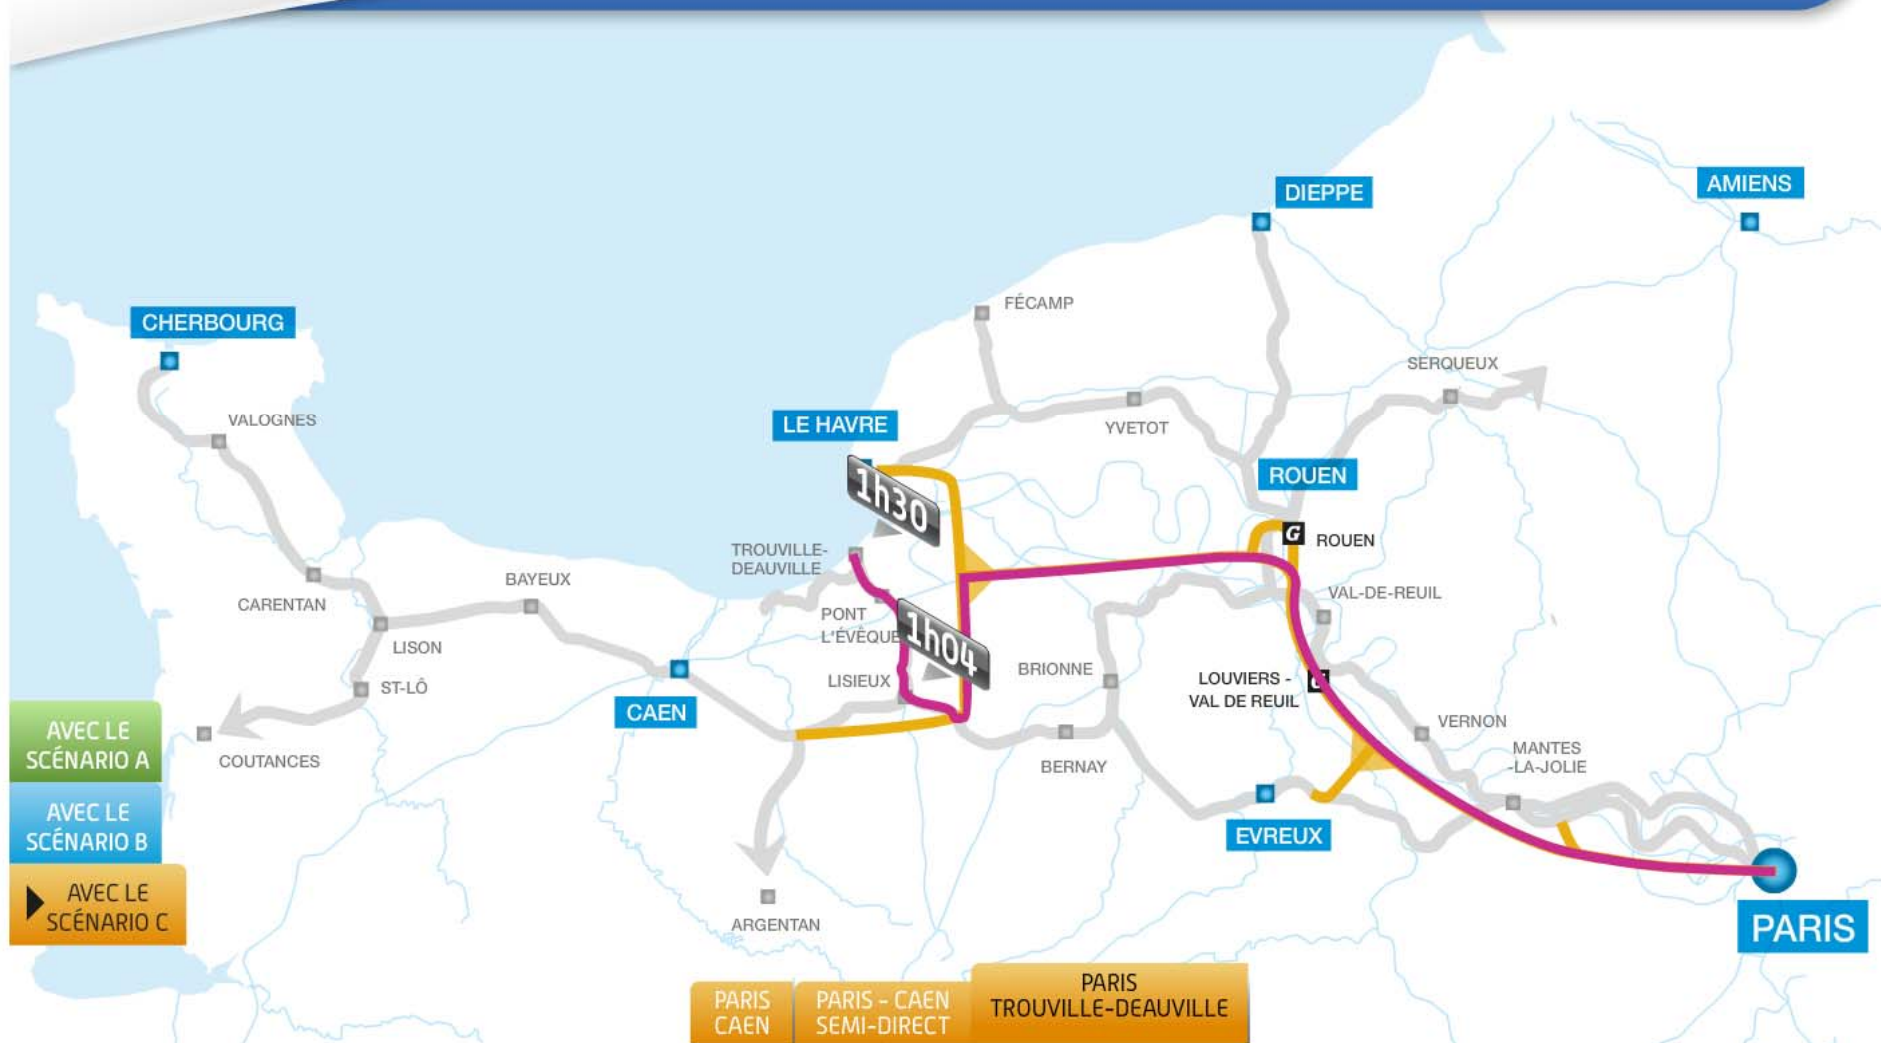 AMIENS
DIEPPE
FÉCAMP
CHERBOURG
SERQUEUX
VALOGNES
LE HAVRE
YVETOT
ROUEN
1h30
G
ROUEN
TROUVILLE-
DEAUVILLE
BAYEUX
CARENTAN
VAL-DE-REUIL
PONT
L'ÉVÊQUE
1h04
LISON
BRIONNE
LISIEUX
LOUVIERS -
VAL DE REUIL
G
ST-LÔ
CAEN
VERNON
AVEC LE
SCÉNARIO A
COUTANCES
BERNAY
MANTES
-LA-JOLIE
AVEC LE
SCÉNARIO B
EVREUX
AVEC LE
SCÉNARIO C
ARGENTAN
PARIS
PARIS
CAEN
PARIS - CAEN
SEMI-DIRECT
PARIS
TROUVILLE-DEAUVILLE